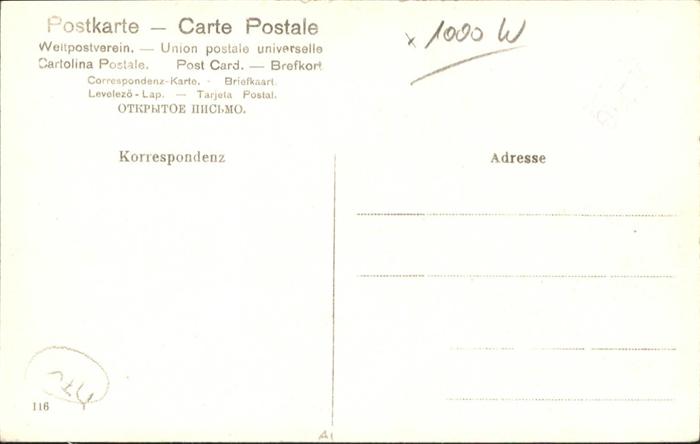 Postkarte — Carte Postale
Weltpostverein. — Union postale universelle
Cartolina Postale. Post Card. — Brefkort
Correspondenz-Karte. - Briefkaart.
Levelező-Lap. — Tarjeta Postal.
ОТКРЫТОЕ ПИСЬМО.
x 1000 W
Korrespondenz
Adresse
116
A1